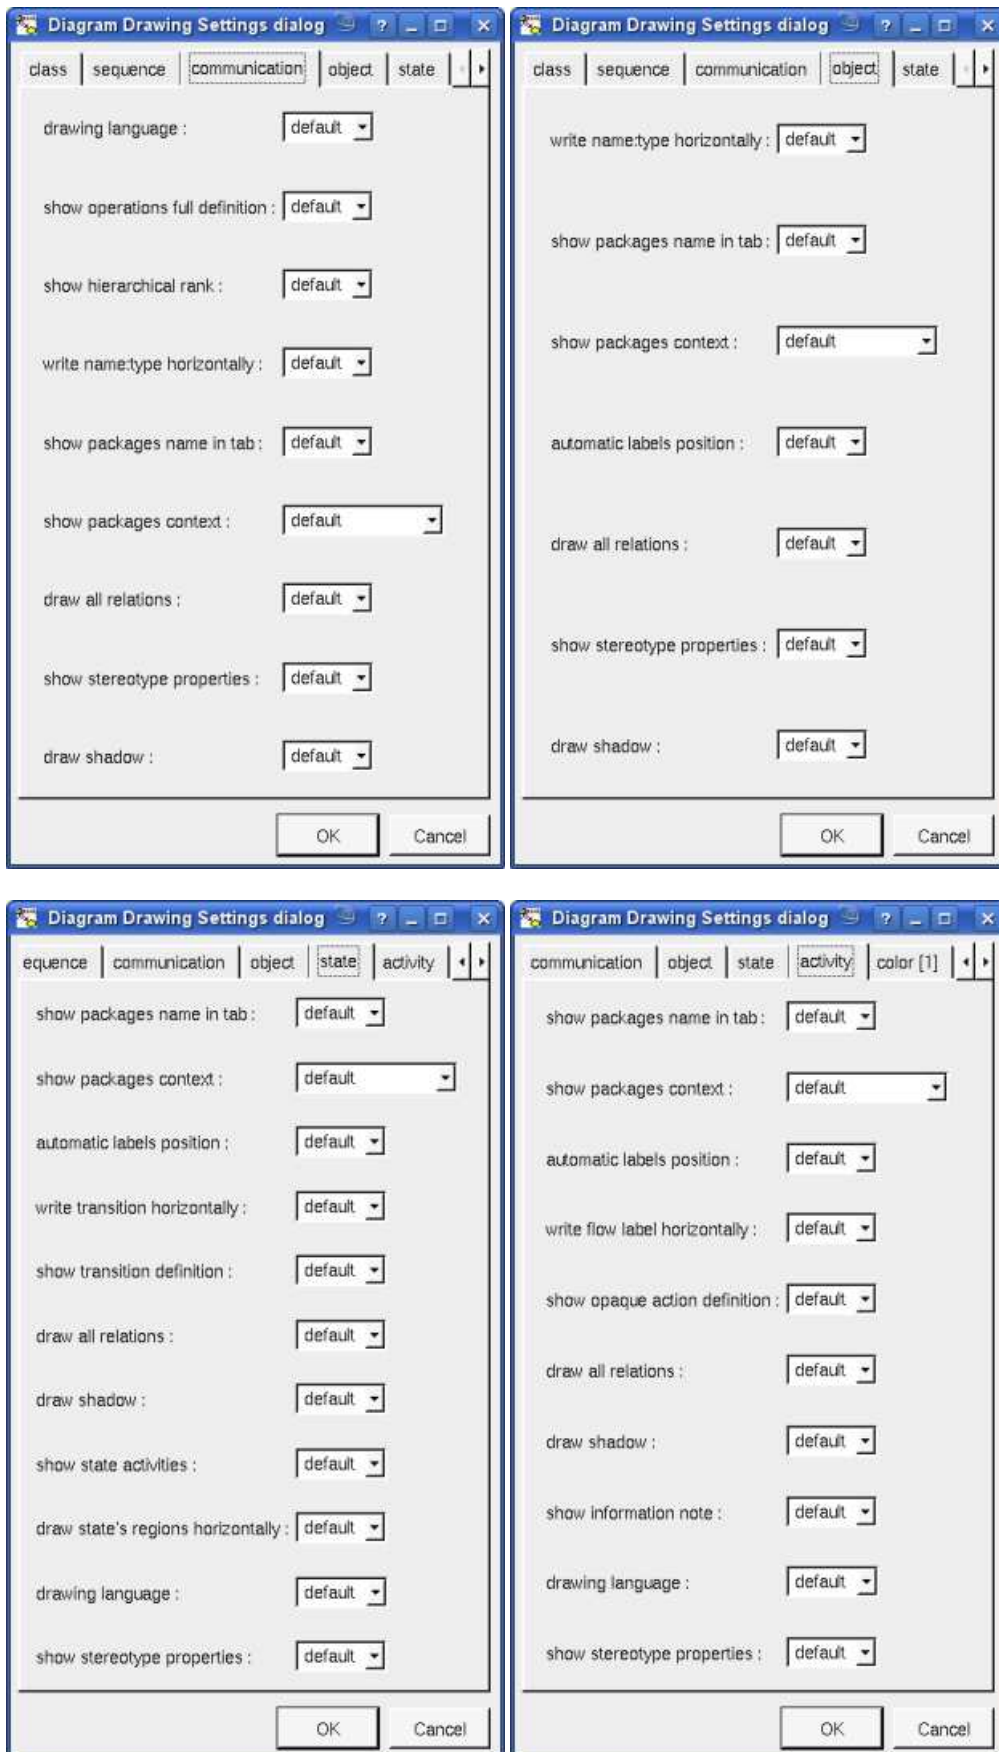 Diagram Drawing Settings dialog
class sequence communication object state
drawing language : default
show operations full definition : default
show hierarchical rank : default
write name:type horizontally : default
show packages name in tab : default
show packages context : default
draw all relations : default
show stereotype properties : default
draw shadow : default
OK Cancel
Diagram Drawing Settings dialog
class sequence communication object state
write name:type horizontally : default
show packages name in tab : default
show packages context : default
automatic labels position : default
draw all relations : default
show stereotype properties : default
draw shadow : default
OK Cancel
Diagram Drawing Settings dialog
equence communication object state activity
show packages name in tab : default
show packages context : default
automatic labels position : default
write transition horizontally : default
show transition definition : default
draw all relations : default
draw shadow : default
show state activities : default
draw state's regions horizontally : default
drawing language : default
show stereotype properties : default
OK Cancel
Diagram Drawing Settings dialog
communication object state activity color [1]
show packages name in tab : default
show packages context : default
automatic labels position : default
write flow label horizontally : default
show opaque action definition : default
draw all relations : default
draw shadow : default
show information note : default
drawing language : default
show stereotype properties : default
OK Cancel